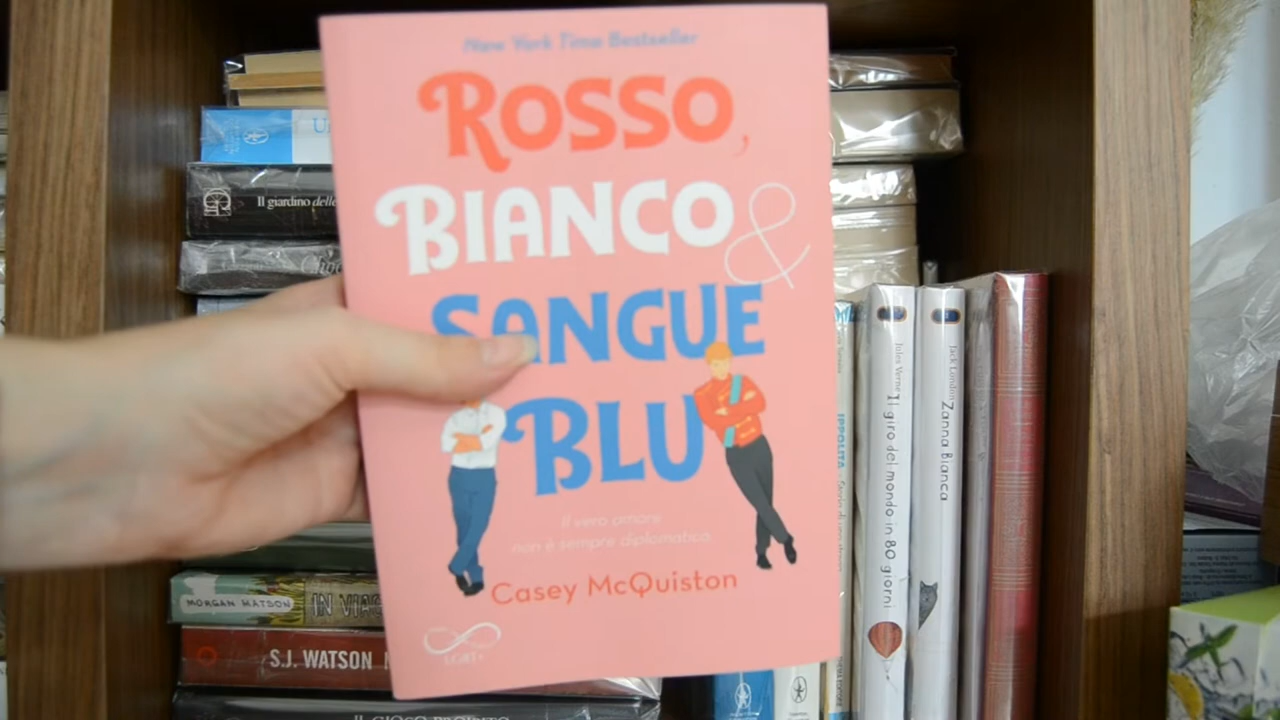 New York Times Bestseller
ROSSO,
BIANCO &
SANGUE
BLU
Il vero amore
non è sempre diplomatico
Casey McQuiston
LGBT+
Il giardino delle
MORGAN MATSON
IN VIAG
S.J. WATSON
IPPOLITA
Jules Verne Il giro del mondo in 80 giorni
Jack London Zanna Bianca